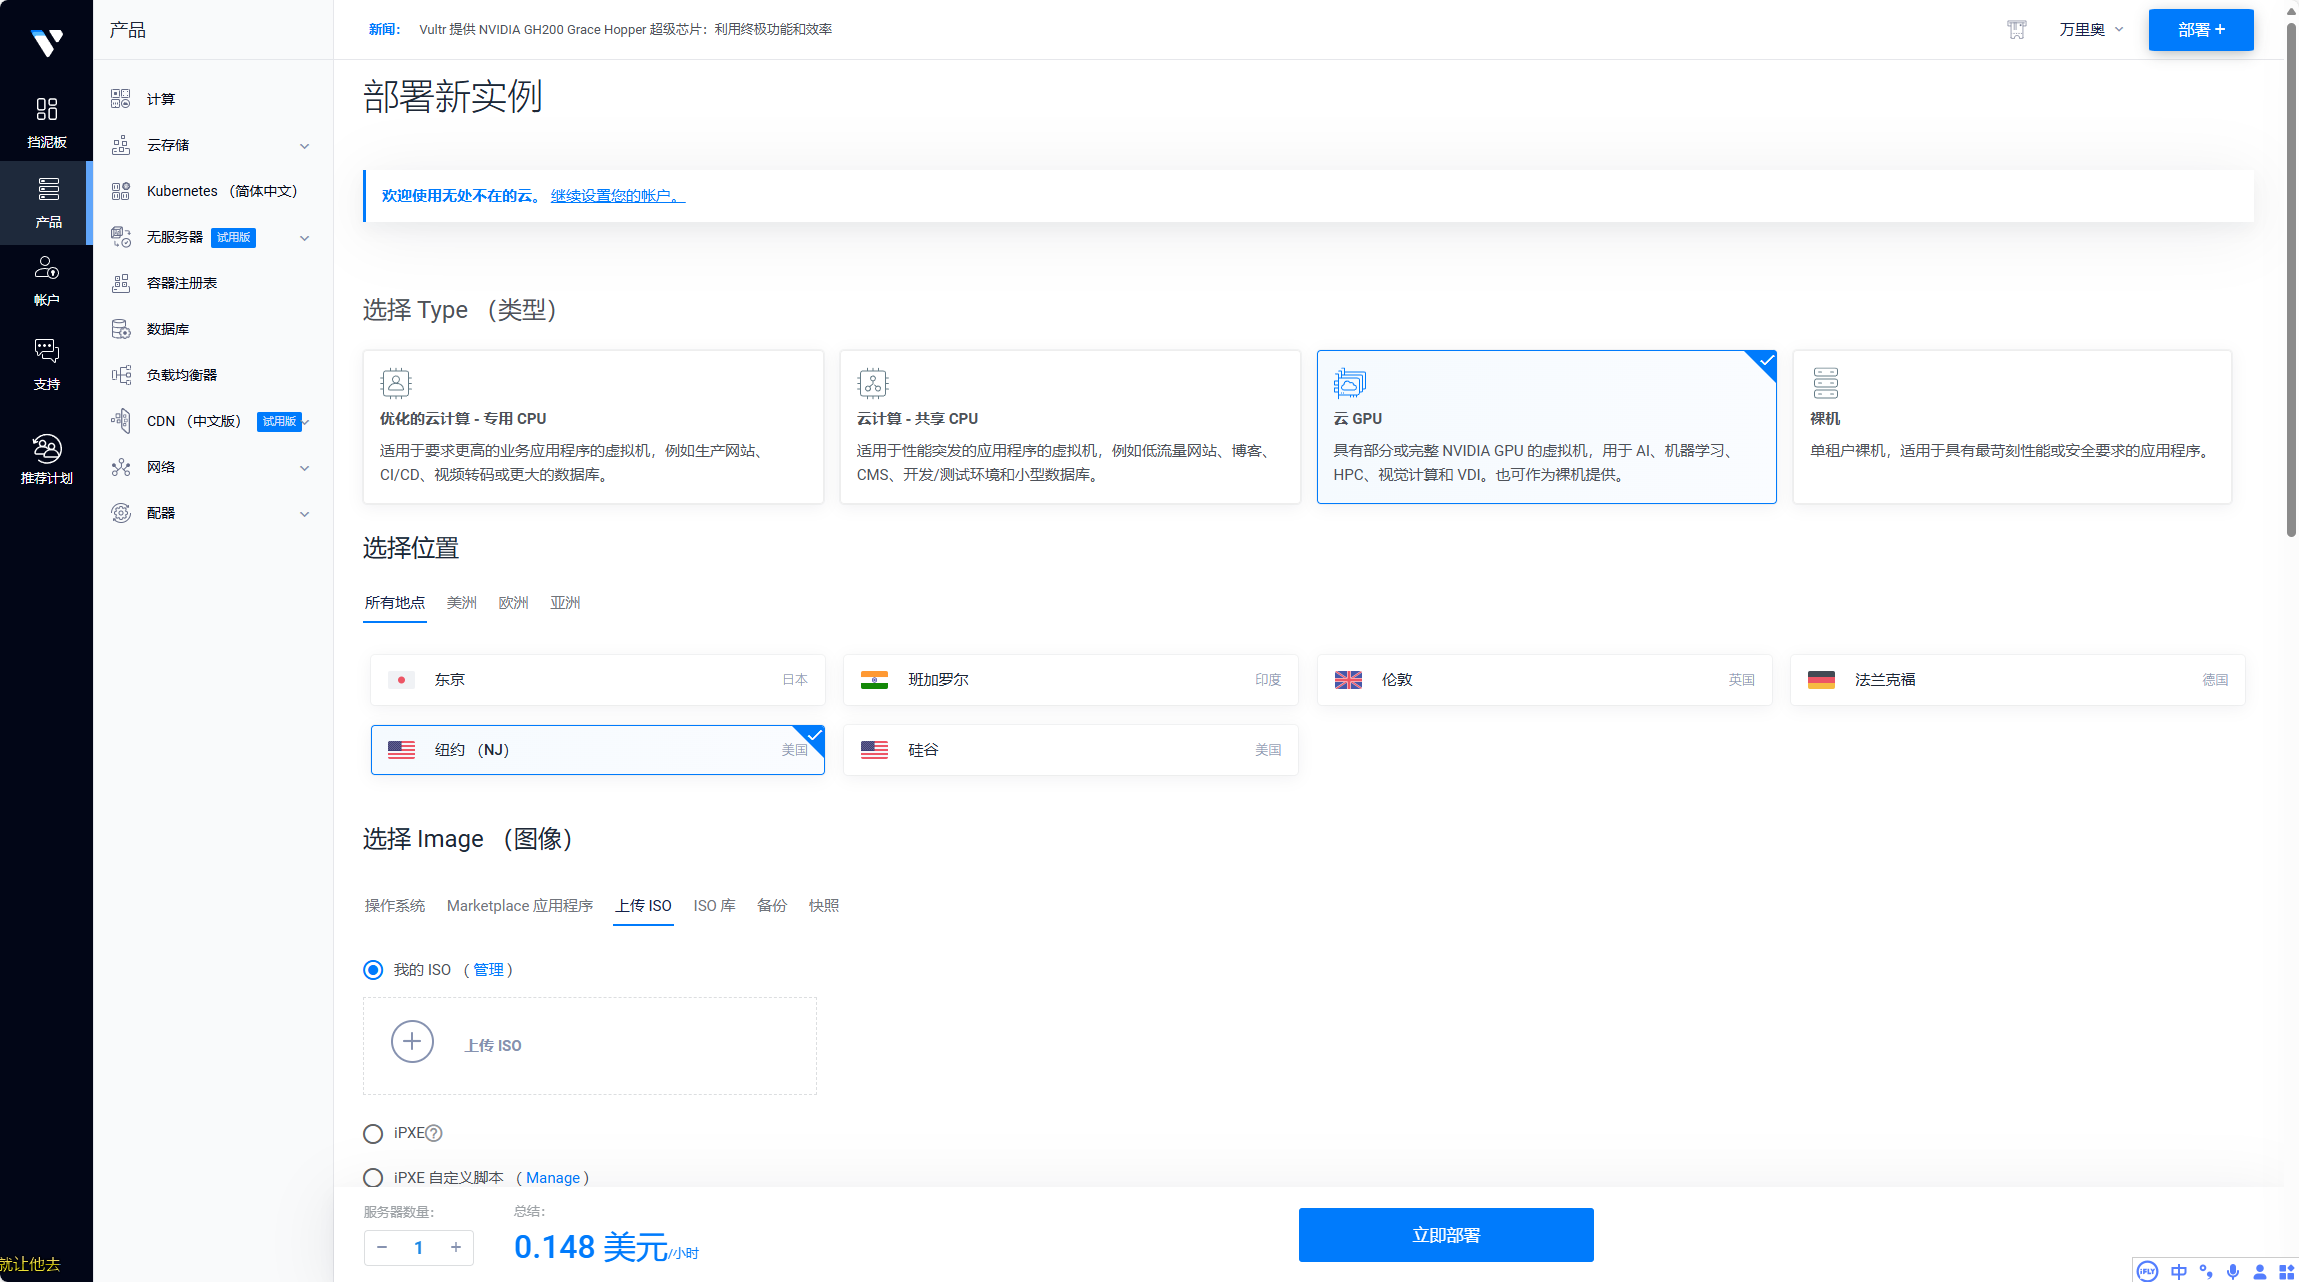 挡泥板
产品
帐户
支持
推荐计划
就让他去
产品
计算
云存储
Kubernetes （简体中文）
无服务器 试用版
容器注册表
数据库
负载均衡器
CDN （中文版） 试用版
网络
配器
新闻： Vultr 提供 NVIDIA GH200 Grace Hopper 超级芯片：利用终极功能和效率
万里奥
部署 +
部署新实例
欢迎使用无处不在的云。 继续设置您的帐户。
选择 Type （类型）
优化的云计算 - 专用 CPU
适用于要求更高的业务应用程序的虚拟机，例如生产网站、
CI/CD、视频转码或更大的数据库。
云计算 - 共享 CPU
适用于性能突发的应用程序的虚拟机，例如低流量网站、博客、
CMS、开发/测试环境和小型数据库。
云 GPU
具有部分或完整 NVIDIA GPU 的虚拟机，用于 AI、机器学习、
HPC、视觉计算和 VDI。也可作为裸机提供。
裸机
单租户裸机，适用于具有最苛刻性能或安全要求的应用程序。
选择位置
所有地点 美洲 欧洲 亚洲
东京 日本
班加罗尔 印度
伦敦 英国
法兰克福 德国
纽约 （NJ） 美国
硅谷 美国
选择 Image （图像）
操作系统 Marketplace 应用程序 上传 ISO ISO 库 备份 快照
我的 ISO （ 管理 ）
上传 ISO
iPXE?
iPXE 自定义脚本 （ Manage ）
服务器数量：
− 1 +
总结：
0.148 美元/小时
立即部署
iFLY 中